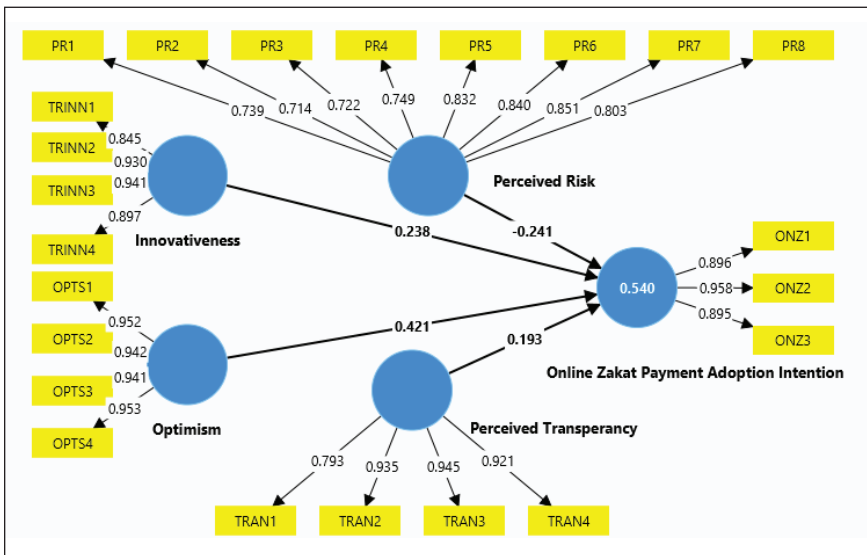 PR1 PR2 PR3 PR4 PR5 PR6 PR7 PR8
0.739 0.714 0.722 0.749 0.832 0.840 0.851 0.803
TRINN1
0.845
TRINN2
0.930
0.941
TRINN3
0.897
TRINN4
Innovativeness
Perceived Risk
0.238
-0.241
OPTS1
0.952
OPTS2
0.942
0.941
OPTS3
0.953
OPTS4
Optimism
0.421
0.193
0.540
ONZ1
0.896
ONZ2
0.958
0.895
ONZ3
Online Zakat Payment Adoption Intention
Perceived Transperancy
0.793 0.935 0.945 0.921
TRAN1 TRAN2 TRAN3 TRAN4